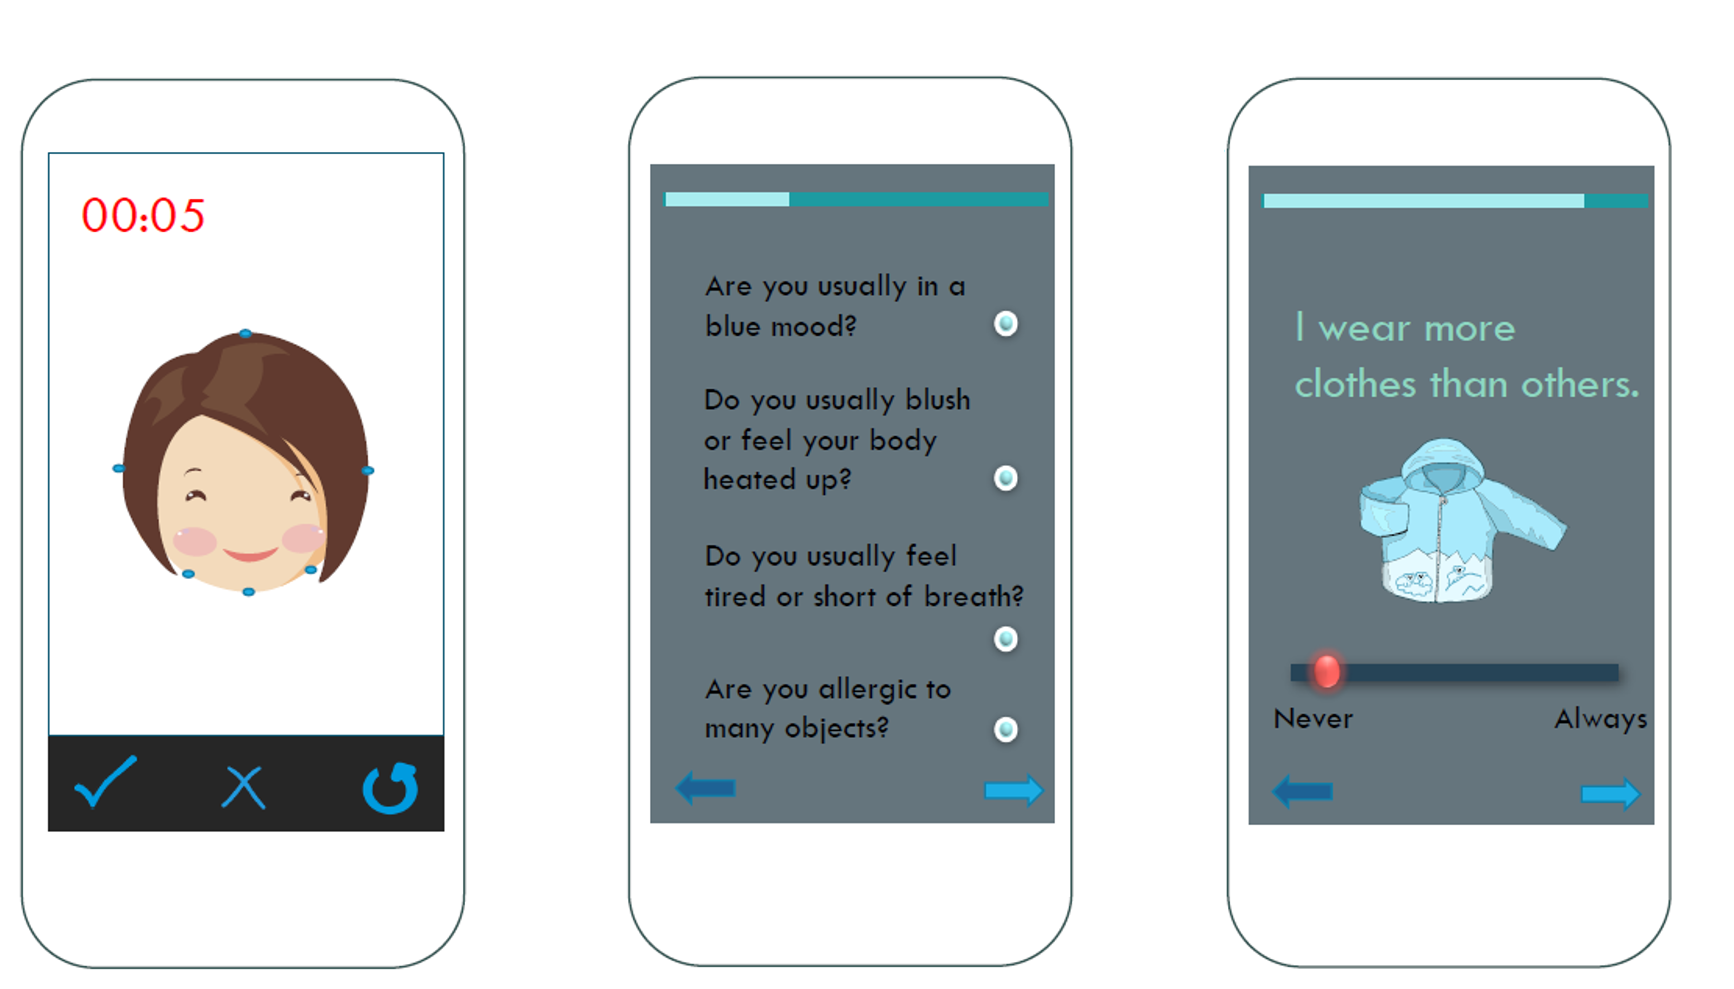 00:05
Are you usually in a
blue mood?
Do you usually blush
or feel your body
heated up?
Do you usually feel
tired or short of breath?
Are you allergic to
many objects?
I wear more
clothes than others.
Never
Always